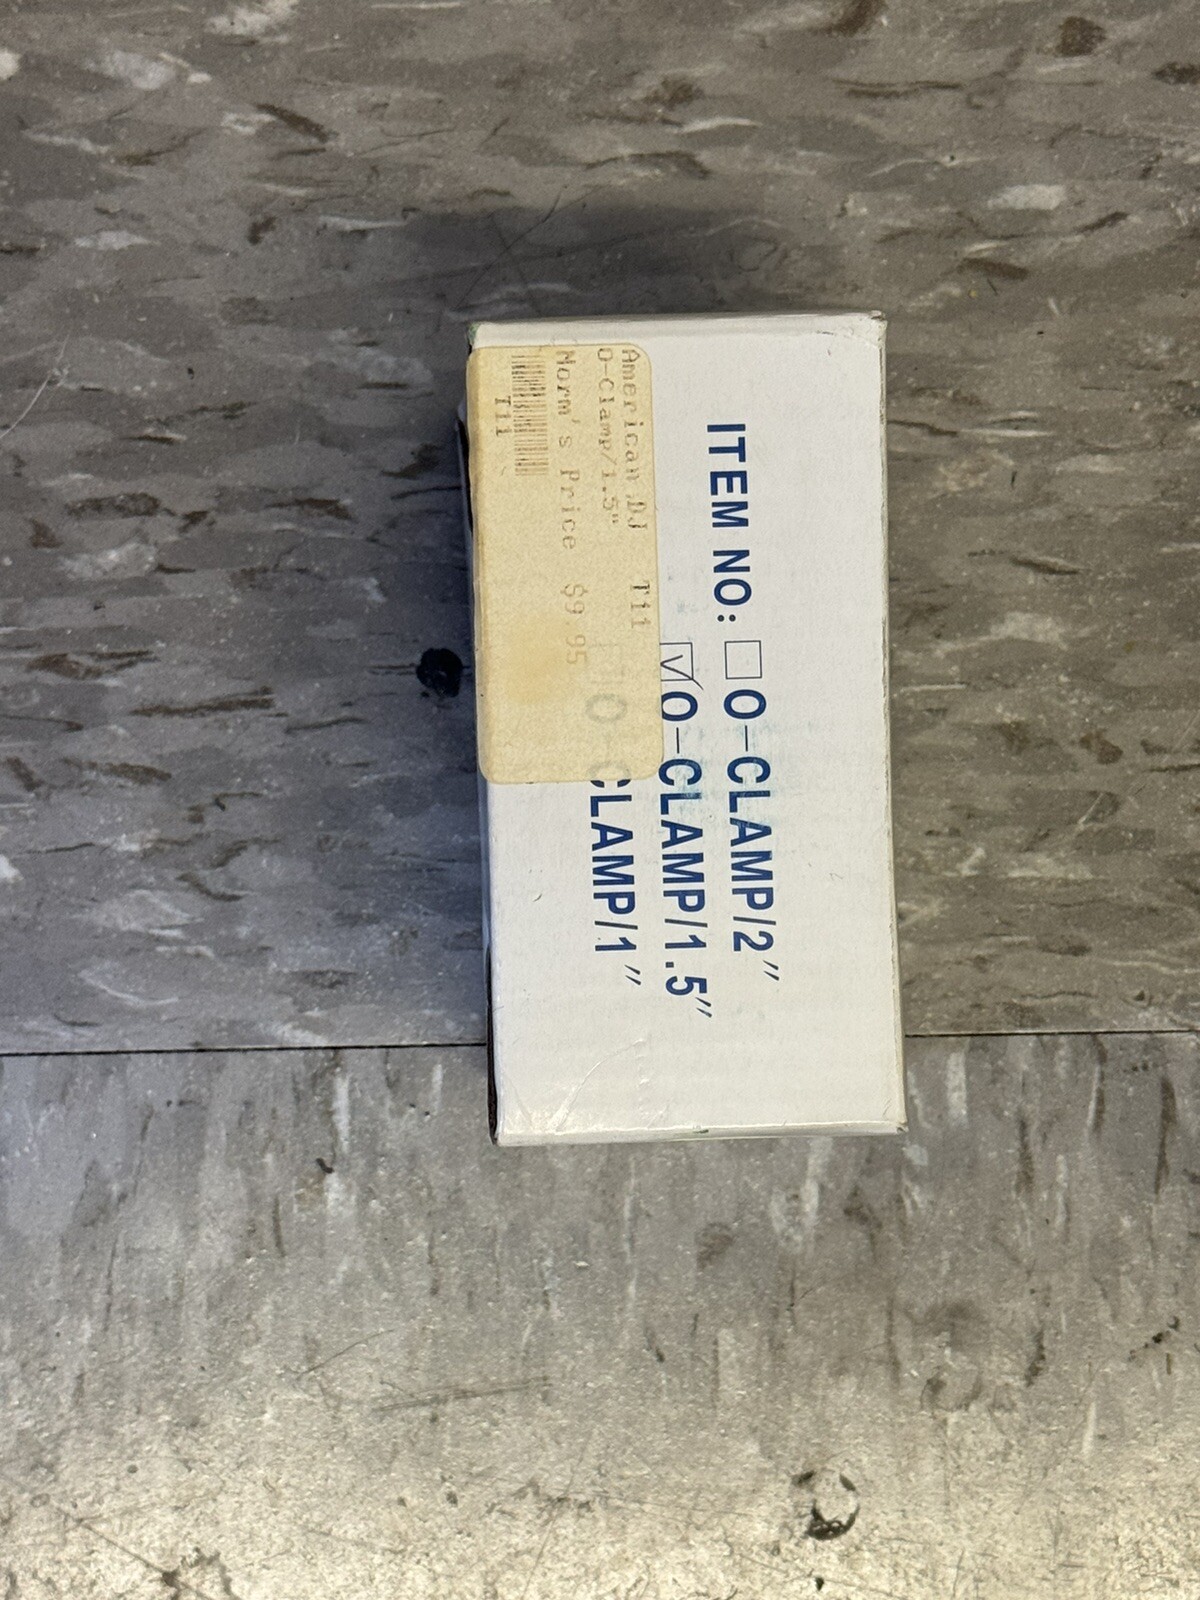 ITEM NO: O-CLAMP/2"
O-CLAMP/1.5"
O-CLAMP/1"
American DJ T11
O-Clamp/1.5"
Norm's Price $9.95
T11